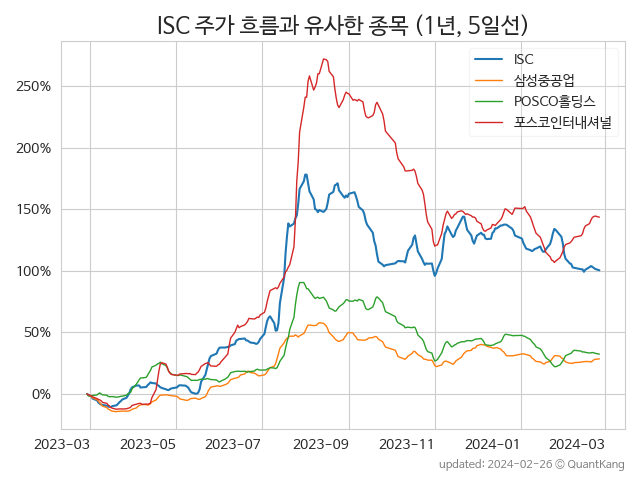 ISC 주가 흐름과 유사한 종목 (1년, 5일선)
ISC
삼성중공업
POSCO홀딩스
포스코인터내셔널
250%
200%
150%
100%
50%
0%
2023-03 2023-05 2023-07 2023-09 2023-11 2024-01 2024-03
updated: 2024-02-26 © QuantKang